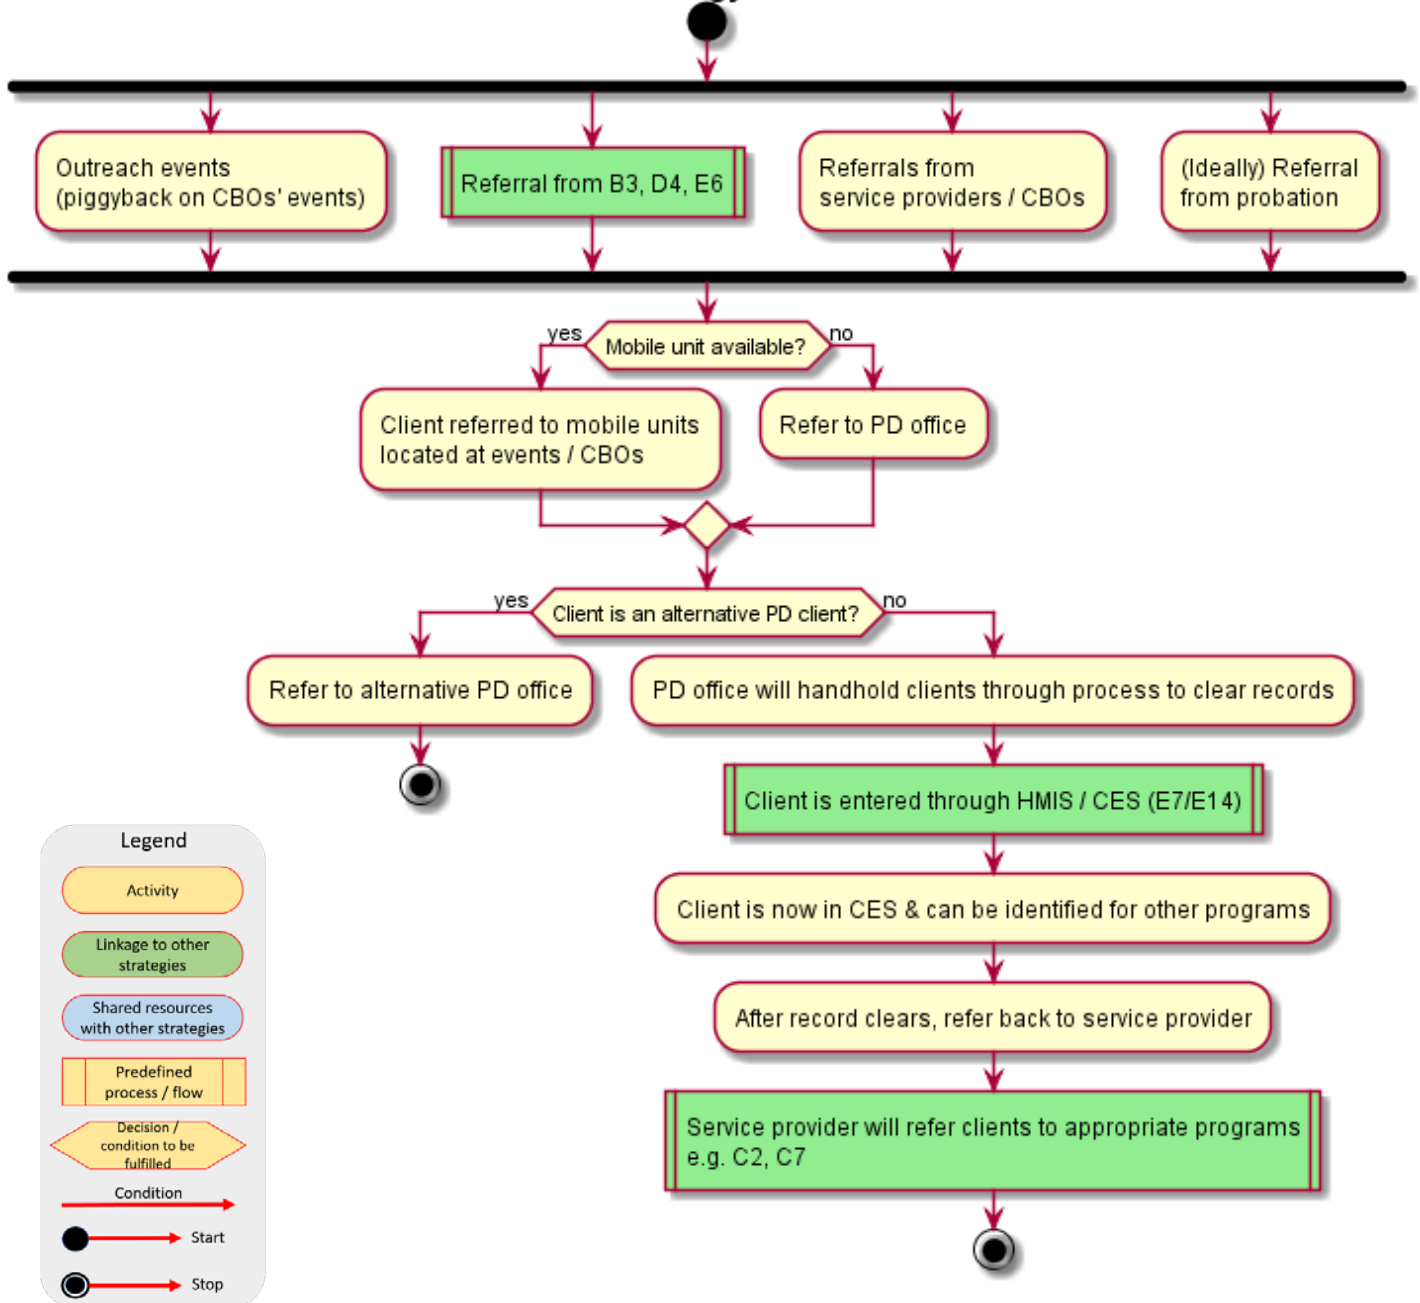 Outreach events
(piggyback on CBOs' events)
Referral from B3, D4, E6
Referrals from
service providers / CBOs
(Ideally) Referral
from probation
yes
Mobile unit available?
no
Client referred to mobile units
located at events / CBOs
Refer to PD office
yes
Client is an alternative PD client?
no
Refer to alternative PD office
PD office will handhold clients through process to clear records
Client is entered through HMIS / CES (E7/E14)
Client is now in CES & can be identified for other programs
After record clears, refer back to service provider
Service provider will refer clients to appropriate programs
e.g. C2, C7
Legend
Activity
Linkage to other
strategies
Shared resources
with other strategies
Predefined
process / flow
Decision /
condition to be
fulfilled
Condition
Start
Stop